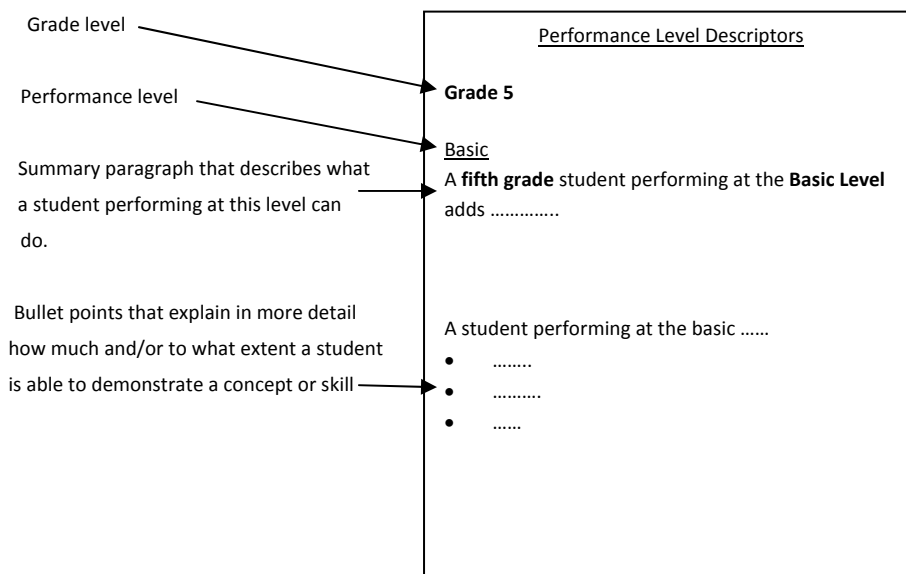 Grade level
Performance level
Summary paragraph that describes what
a student performing at this level can
do.
Bullet points that explain in more detail
how much and/or to what extent a student
is able to demonstrate a concept or skill
Performance Level Descriptors
Grade 5
Basic
A fifth grade student performing at the Basic Level
adds …………..
A student performing at the basic ……
• ……..
• ……….
• ……